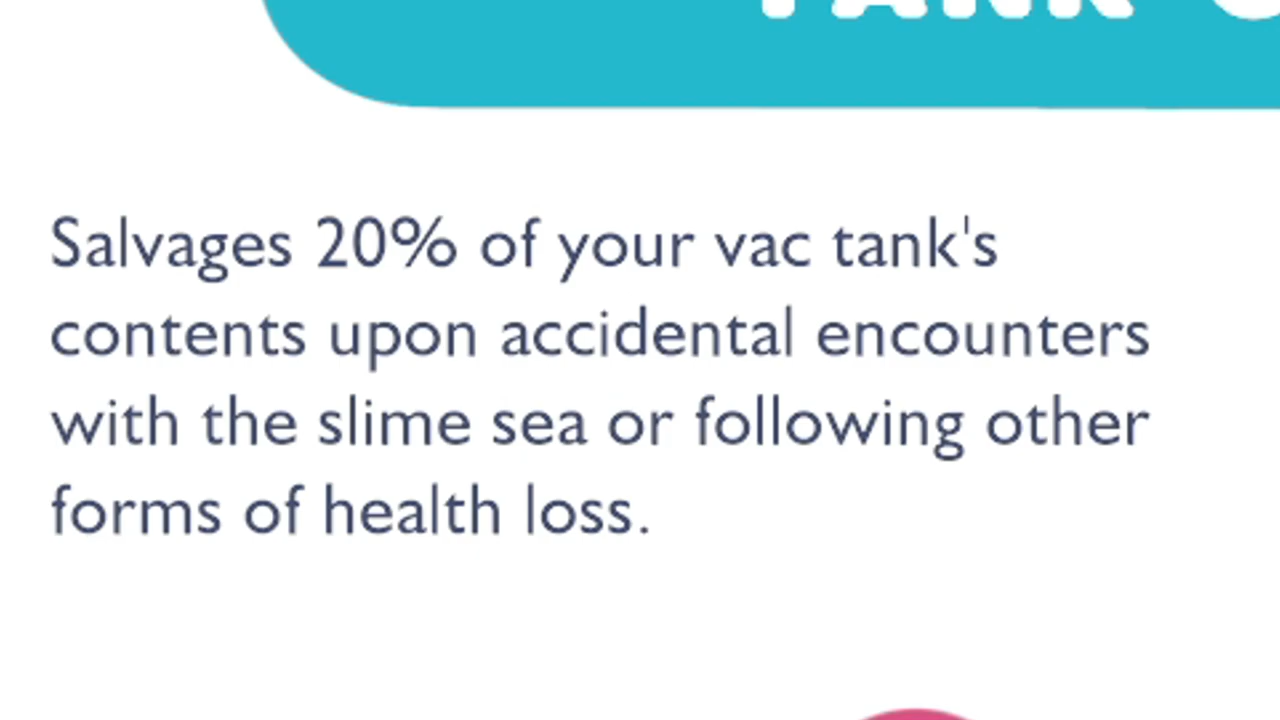 TANK
Salvages 20% of your vac tank's
contents upon accidental encounters
with the slime sea or following other
forms of health loss.